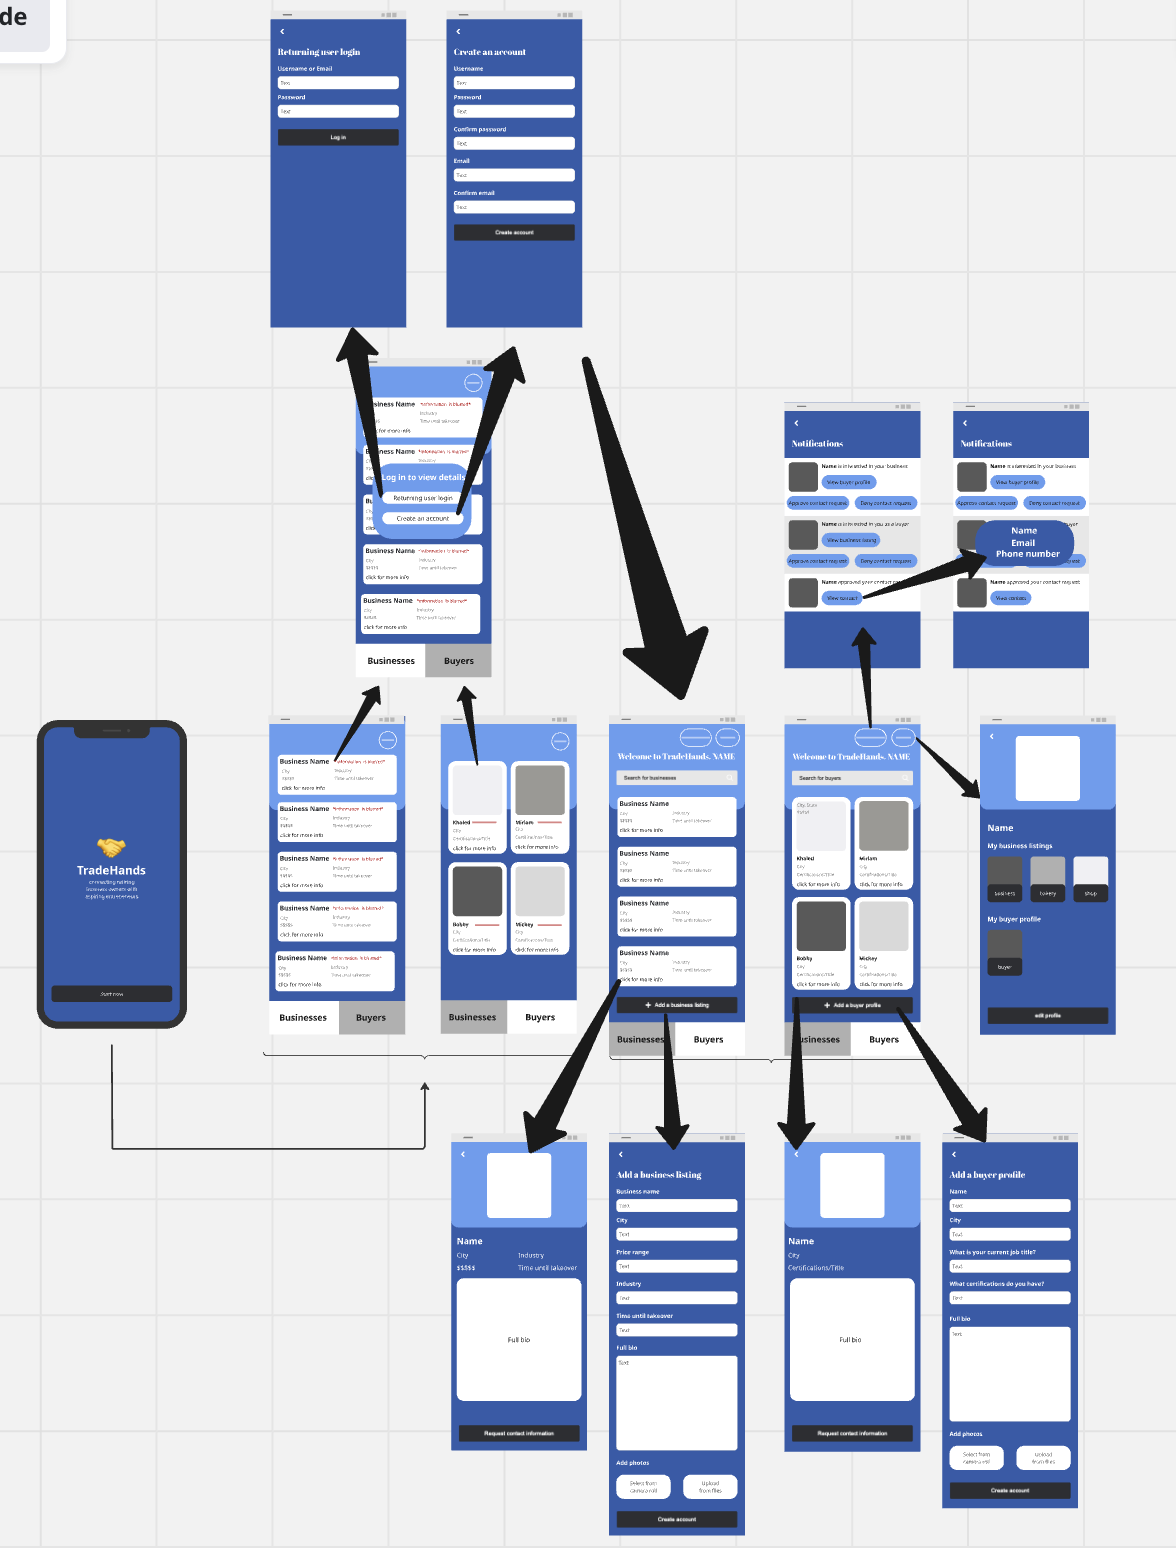 de
Returning user login
Username or Email
Text
Password
Text
Log in
Create an account
Username
Text
Password
Text
Confirm password
Text
Email
Text
Confirm email
Text
Create account
Business Name *Information is blurred*
Industry
Time until takeover
click for more info
Log in to view details
Returning user login
Create an account
Business Name *Information is blurred*
City Industry
$$$$$ Time until takeover
click for more info
Business Name *Information is blurred*
City Industry
$$$$$ Time until takeover
click for more info
Businesses Buyers
Notifications
Name is interested in your business
View buyer profile
Approve contact request Deny contact request
Name is interested in you as a buyer
View business listing
Approve contact request Deny contact request
Name approved your contact
View contact
Notifications
Name is interested in your business
View buyer profile
Approve contact request Deny contact request
buyer
Name
Email
Phone number
Name approved your contact request
View contact
TradeHands
connecting retiring
business owners with
aspiring entrepreneurs
Start now
Business Name *Information is blurred*
City Industry
$$$$$ Time until takeover
click for more info
Business Name *Information is blurred*
City Industry
$$$$$ Time until takeover
click for more info
Business Name *Information is blurred*
City Industry
$$$$$ Time until takeover
click for more info
Business Name *Information is blurred*
City Industry
$$$$$ Time until takeover
click for more info
Business Name *Information is blurred*
City Industry
$$$$$ Time until takeover
click for more info
Businesses Buyers
Khaled
City
Certifications/Title
click for more info
Miriam
City
Certifications/Title
click for more info
Bobby
City
Certifications/Title
click for more info
Mickey
City
Certifications/Title
click for more info
Businesses Buyers
Welcome to TradeHands, NAME
Search for businesses
Business Name
City Industry
$$$$$ Time until takeover
click for more info
Business Name
City Industry
$$$$$ Time until takeover
click for more info
Business Name
City Industry
$$$$$ Time until takeover
click for more info
Business Name
City Industry
$$$$$ Time until takeover
click for more info
+ Add a business listing
Businesses Buyers
Welcome to TradeHands, NAME
Search for buyers
City, State
$$$$$
Khaled
City
Certifications/Title
click for more info
Miriam
City
Certifications/Title
click for more info
Bobby
City
Certifications/Title
click for more info
Mickey
City
Certifications/Title
click for more info
+ Add a buyer profile
Buyers
Name
My business listings
business bakery shop
My buyer profile
buyer
edit profile
Name
City Industry
$$$$$ Time until takeover
Full bio
Request contact information
Add a business listing
Business name
Text
City
Text
Price range
Text
Industry
Text
Time until takeover
Text
Full bio
Text
Add photos
Select from camera roll
Upload from files
Create account
Name
City
Certifications/Title
Full bio
Request contact information
Add a buyer profile
Name
Text
City
Text
What is your current job title?
Text
What certifications do you have?
Text
Full bio
Text
Add photos
Select from camera roll
Upload from files
Create account